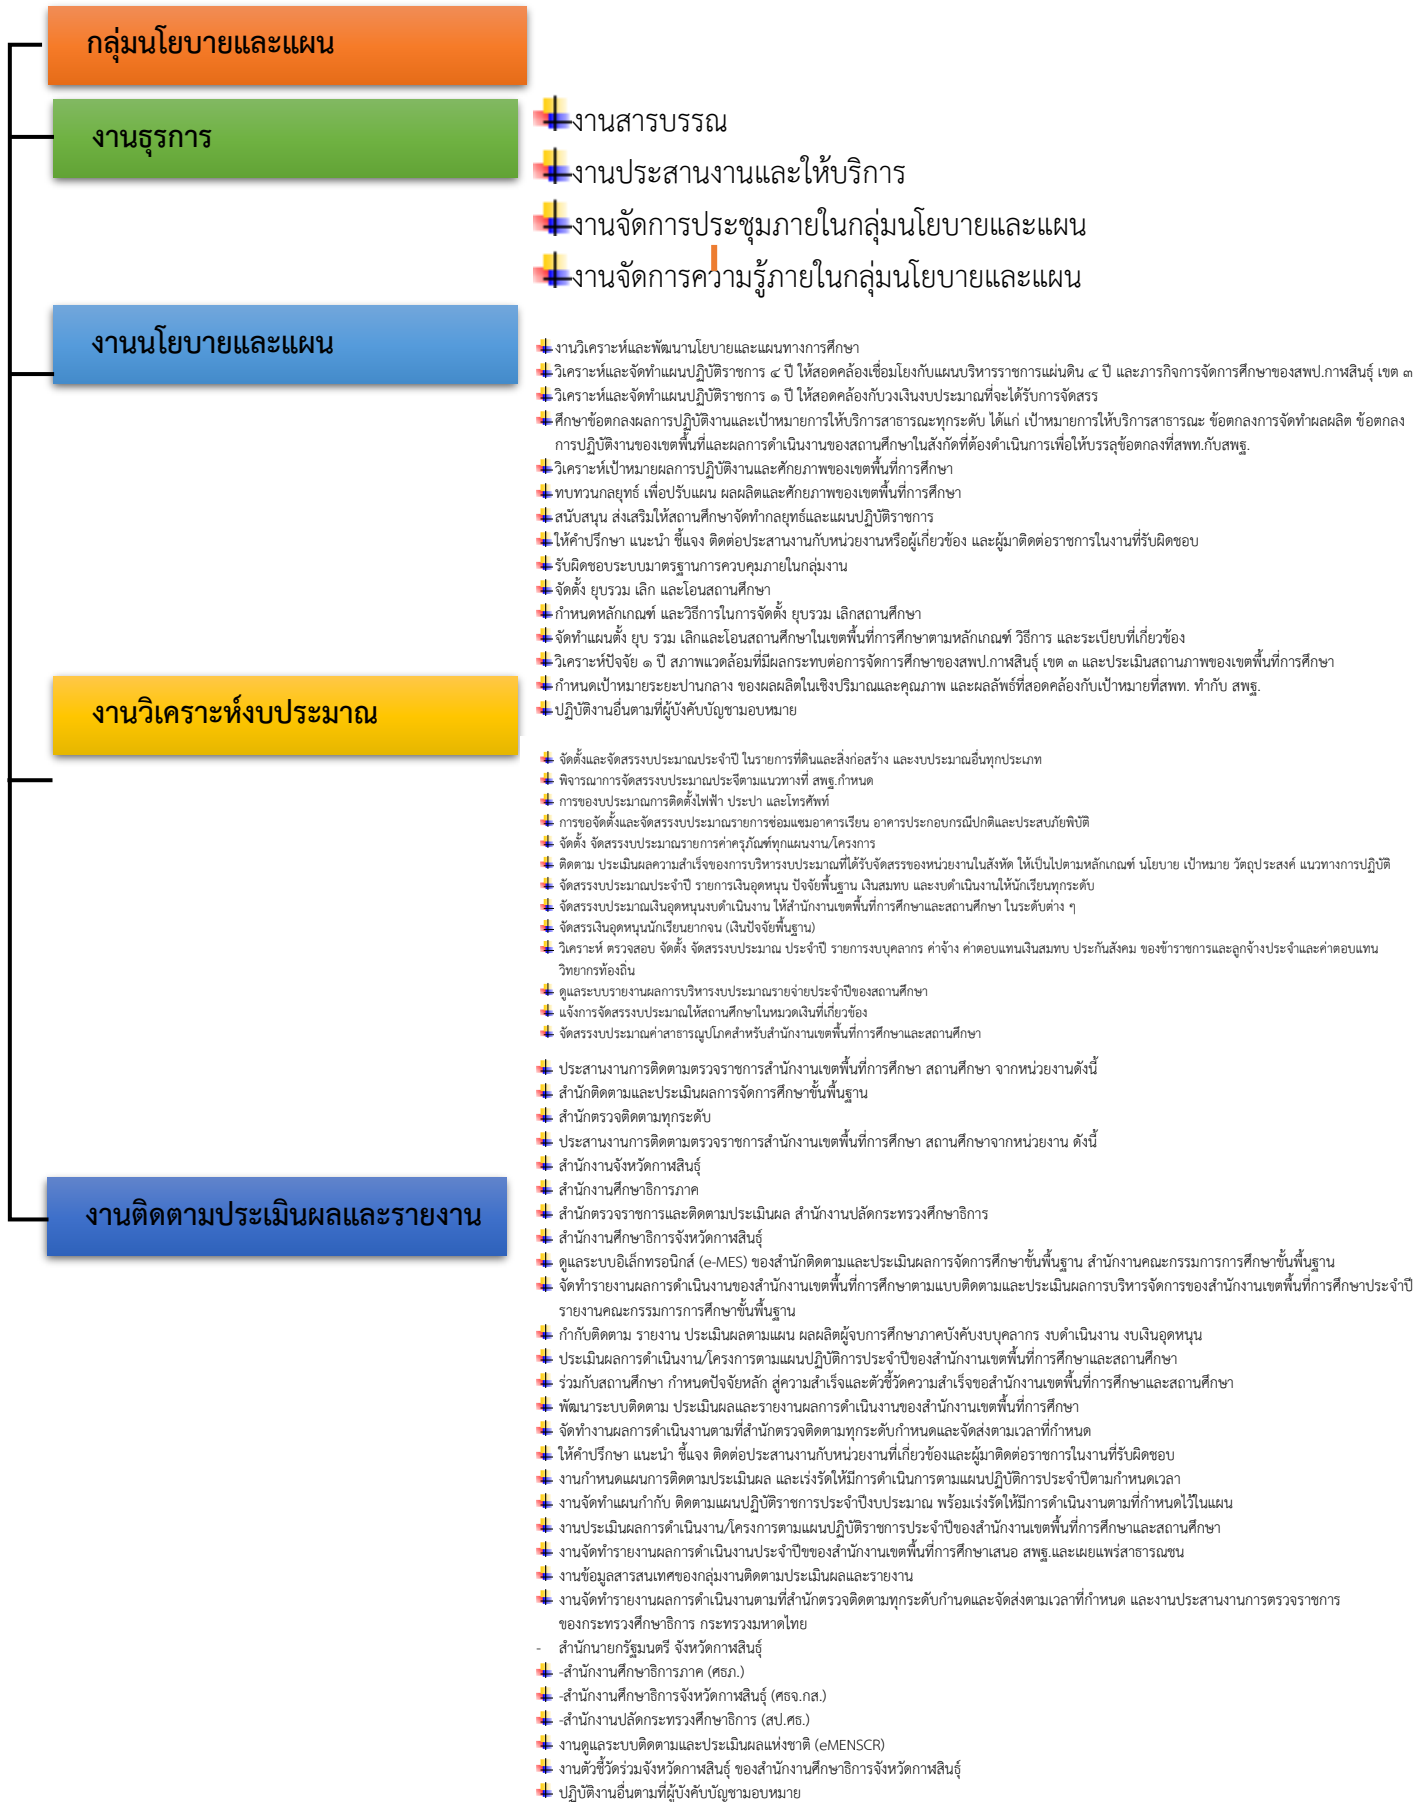 กลุ่มนโยบายและแผน
งานธุรการ
งานสารบรรณ
งานประสานงานและให้บริการ
งานจัดการประชุมภายในกลุ่มนโยบายและแผน
งานจัดการความรู้ภายในกลุ่มนโยบายและแผน
งานนโยบายและแผน
งานวิเคราะห์และพัฒนานโยบายและแผนทางการศึกษา
วิเคราะห์และจัดทำแผนปฏิบัติราชการ ๔ ปี ให้สอดคล้องเชื่อมโยงกับแผนบริหารราชการแผ่นดิน ๔ ปี และภารกิจการจัดการศึกษาของสพป.กาฬสินธุ์ เขต ๓
วิเคราะห์และจัดทำแผนปฏิบัติราชการ ๑ ปี ให้สอดคล้องกับวงเงินงบประมาณที่จะได้รับการจัดสรร
ศึกษาข้อตกลงผลการปฏิบัติงานและเป้าหมายการให้บริการสาธารณะทุกระดับ ได้แก่ เป้าหมายการให้บริการสาธารณะ ข้อตกลงการจัดทำผลผลิต ข้อตกลง
การปฏิบัติงานของเขตพื้นที่และผลการดำเนินงานของสถานศึกษาในสังกัดที่ต้องดำเนินการเพื่อให้บรรลุข้อตกลงที่สพท.กับสพฐ.
วิเคราะห์เป้าหมายผลการปฏิบัติงานและศักยภาพของเขตพื้นที่การศึกษา
ทบทวนกลยุทธ์ เพื่อปรับแผน ผลผลิตและศักยภาพของเขตพื้นที่การศึกษา
สนับสนุน ส่งเสริมให้สถานศึกษาจัดทำกลยุทธ์และแผนปฏิบัติราชการ
ให้คำปรึกษา แนะนำ ชี้แจง ติดต่อประสานงานกับหน่วยงานหรือผู้เกี่ยวข้อง และผู้มาติดต่อราชการในงานที่รับผิดชอบ
รับผิดชอบระบบมาตรฐานการควบคุมภายในกลุ่มงาน
จัดตั้ง ยุบรวม เลิก และโอนสถานศึกษา
กำหนดหลักเกณฑ์ และวิธีการในการจัดตั้ง ยุบรวม เลิกสถานศึกษา
จัดทำแผนตั้ง ยุบ รวม เลิกและโอนสถานศึกษาในเขตพื้นที่การศึกษาตามหลักเกณฑ์ วิธีการ และระเบียบที่เกี่ยวข้อง
วิเคราะห์ปัจจัย ๑ ปี สภาพแวดล้อมที่มีผลกระทบต่อการจัดการศึกษาของสพป.กาฬสินธุ์ เขต ๓ และประเมินสถานภาพของเขตพื้นที่การศึกษา
กำหนดเป้าหมายระยะปานกลาง ของผลผลิตในเชิงปริมาณและคุณภาพ และผลลัพธ์ที่สอดคล้องกับเป้าหมายที่สพท. ทำกับ สพฐ.
ปฏิบัติงานอื่นตามที่ผู้บังคับบัญชามอบหมาย
งานวิเคราะห์งบประมาณ
จัดตั้งและจัดสรรงบประมาณประจำปี ในรายการที่ดินและสิ่งก่อสร้าง และงบประมาณอื่นทุกประเภท
พิจารณาการจัดสรรงบประมาณประจีตามแนวทางที่ สพฐ.กำหนด
การของบประมาณการติดตั้งไฟฟ้า ประปา และโทรศัพท์
การขอจัดตั้งและจัดสรรงบประมาณรายการซ่อมแซมอาคารเรียน อาคารประกอบกรณีปกติและประสบภัยพิบัติ
จัดตั้ง จัดสรรงบประมาณรายการค่าครุภัณฑ์ทุกแผนงาน/โครงการ
ติดตาม ประเมินผลความสำเร็จของการบริหารงบประมาณที่ได้รับจัดสรรของหน่วยงานในสังหัด ให้เป็นไปตามหลักเกณฑ์ นโยบาย เป้าหมาย วัตถุประสงค์ แนวทางการปฏิบัติ
จัดสรรงบประมาณประจำปี รายการเงินอุดหนุน ปัจจัยพื้นฐาน เงินสมทบ และงบดำเนินงานให้นักเรียนทุกระดับ
จัดสรรงบประมาณเงินอุดหนุนงบดำเนินงาน ให้สำนักงานเขตพื้นที่การศึกษาและสถานศึกษา ในระดับต่าง ๆ
จัดสรรเงินอุดหนุนนักเรียนยากจน (เงินปัจจัยพื้นฐาน)
วิเคราะห์ ตรวจสอบ จัดตั้ง จัดสรรงบประมาณ ประจำปี รายการงบบุคลากร ค่าจ้าง ค่าตอบแทนเงินสมทบ ประกันสังคม ของข้าราชการและลูกจ้างประจำและค่าตอบแทน
วิทยากรท้องถิ่น
ดูแลระบบรายงานผลการบริหารงบประมาณรายจ่ายประจำปีของสถานศึกษา
แจ้งการจัดสรรงบประมาณให้สถานศึกษาในหมวดเงินที่เกี่ยวข้อง
จัดสรรงบประมาณค่าสาธารณูปโภคสำหรับสำนักงานเขตพื้นที่การศึกษาและสถานศึกษา
งานติดตามประเมินผลและรายงาน
ประสานงานการติดตามตรวจราชการสำนักงานเขตพื้นที่การศึกษา สถานศึกษา จากหน่วยงานดังนี้
สำนักติดตามและประเมินผลการจัดการศึกษาขั้นพื้นฐาน
สำนักตรวจติดตามทุกระดับ
ประสานงานการติดตามตรวจราชการสำนักงานเขตพื้นที่การศึกษา สถานศึกษาจากหน่วยงาน ดังนี้
สำนักงานจังหวัดกาฬสินธุ์
สำนักงานศึกษาธิการภาค
สำนักตรวจราชการและติดตามประเมินผล สำนักงานปลัดกระทรวงศึกษาธิการ
สำนักงานศึกษาธิการจังหวัดกาฬสินธุ์
ดูแลระบบอิเล็กทรอนิกส์ (e-MES) ของสำนักติดตามและประเมินผลการจัดการศึกษาขั้นพื้นฐาน สำนักงานคณะกรรมการการศึกษาขั้นพื้นฐาน
จัดทำรายงานผลการดำเนินงานของสำนักงานเขตพื้นที่การศึกษาตามแบบติดตามและประเมินผลการบริหารจัดการของสำนักงานเขตพื้นที่การศึกษาประจำปี
รายงานคณะกรรมการการศึกษาขั้นพื้นฐาน
กำกับติดตาม รายงาน ประเมินผลตามแผน ผลผลิตผู้จบการศึกษาภาคบังคับงบบุคลากร งบดำเนินงาน งบเงินอุดหนุน
ประเมินผลการดำเนินงาน/โครงการตามแผนปฏิบัติการประจำปีของสำนักงานเขตพื้นที่การศึกษาและสถานศึกษา
ร่วมกับสถานศึกษา กำหนดปัจจัยหลัก สู่ความสำเร็จและตัวชี้วัดความสำเร็จขอสำนักงานเขตพื้นที่การศึกษาและสถานศึกษา
พัฒนาระบบติดตาม ประเมินผลและรายงานผลการดำเนินงานของสำนักงานเขตพื้นที่การศึกษา
จัดทำงานผลการดำเนินงานตามที่สำนักตรวจติดตามทุกระดับกำหนดและจัดส่งตามเวลาที่กำหนด
ให้คำปรึกษา แนะนำ ชี้แจง ติดต่อประสานงานกับหน่วยงานที่เกี่ยวข้องและผู้มาติดต่อราชการในงานที่รับผิดชอบ
งานกำหนดแผนการติดตามประเมินผล และเร่งรัดให้มีการดำเนินการตามแผนปฏิบัติการประจำปีตามกำหนดเวลา
งานจัดทำแผนกำกับ ติดตามแผนปฏิบัติราชการประจำปีงบประมาณ พร้อมเร่งรัดให้มีการดำเนินงานตามที่กำหนดไว้ในแผน
งานประเมินผลการดำเนินงาน/โครงการตามแผนปฏิบัติราชการประจำปีของสำนักงานเขตพื้นที่การศึกษาและสถานศึกษา
งานจัดทำรายงานผลการดำเนินงานประจำปีขของสำนักงานเขตพื้นที่การศึกษาเสนอ สพฐ.และเผยแพร่สาธารณชน
งานข้อมูลสารสนเทศของกลุ่มงานติดตามประเมินผลและรายงาน
งานจัดทำรายงานผลการดำเนินงานตามที่สำนักตรวจติดตามทุกระดับกำนดและจัดส่งตามเวลาที่กำหนด และงานประสานงานการตรวจราชการ
ของกระทรวงศึกษาธิการ กระทรวงมหาดไทย
- สำนักนายกรัฐมนตรี จังหวัดกาฬสินธุ์
-สำนักงานศึกษาธิการภาค (ศธภ.)
-สำนักงานศึกษาธิการจังหวัดกาฬสินธุ์ (ศธจ.กส.)
-สำนักงานปลัดกระทรวงศึกษาธิการ (สป.ศธ.)
งานดูแลระบบติดตามและประเมินผลแห่งชาติ (eMENSCR)
งานตัวชี้วัดร่วมจังหวัดกาฬสินธุ์ ของสำนักงานศึกษาธิการจังหวัดกาฬสินธุ์
ปฏิบัติงานอื่นตามที่ผู้บังคับบัญชามอบหมาย